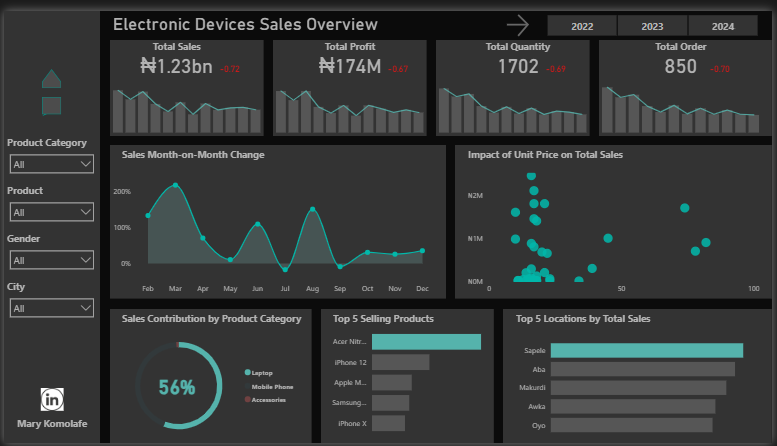 Electronic Devices Sales Overview
2022
2023
2024
Total Sales
₦1.23bn -0.72
Total Profit
₦174M -0.67
Total Quantity
1702 -0.69
Total Order
850 -0.70
Product Category
All
Product
All
Gender
All
City
All
in
Mary Komolafe
Sales Month-on-Month Change
200%
100%
0%
Feb Mar Apr May Jun Jul Aug Sep Oct Nov Dec
Impact of Unit Price on Total Sales
₦2M
₦1M
₦0M
0 50 100
Sales Contribution by Product Category
56%
Laptop
Mobile Phone
Accessories
Top 5 Selling Products
Acer Nitr...
iPhone 12
Apple M...
Samsung...
iPhone X
Top 5 Locations by Total Sales
Sapele
Aba
Makurdi
Awka
Oyo